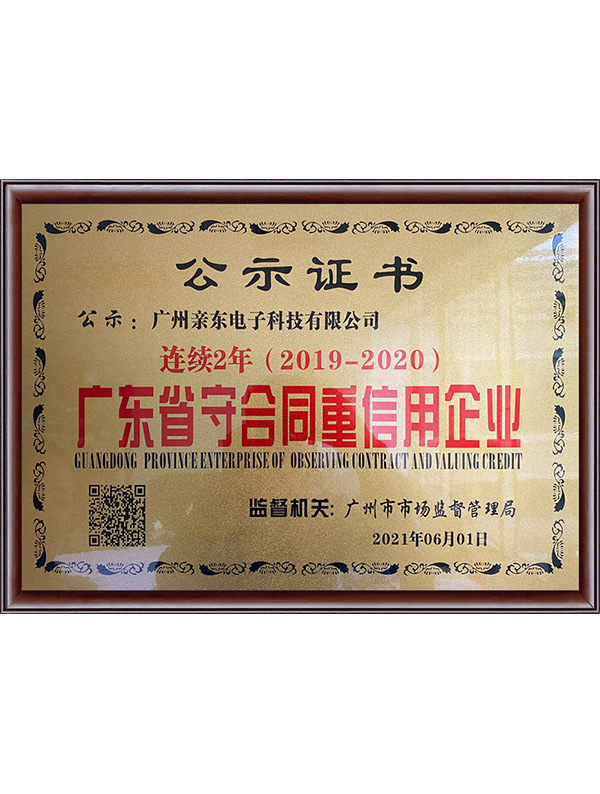 公示证书
公示：广州亲东电子科技有限公司
连续2年（2019-2020）
广东省守合同重信用企业
GUANGDONG PROVINCE ENTERPRISE OF OBSERVING CONTRACT AND VALUING CREDIT
监督机关: 广州市市场监督管理局
2021年06月01日